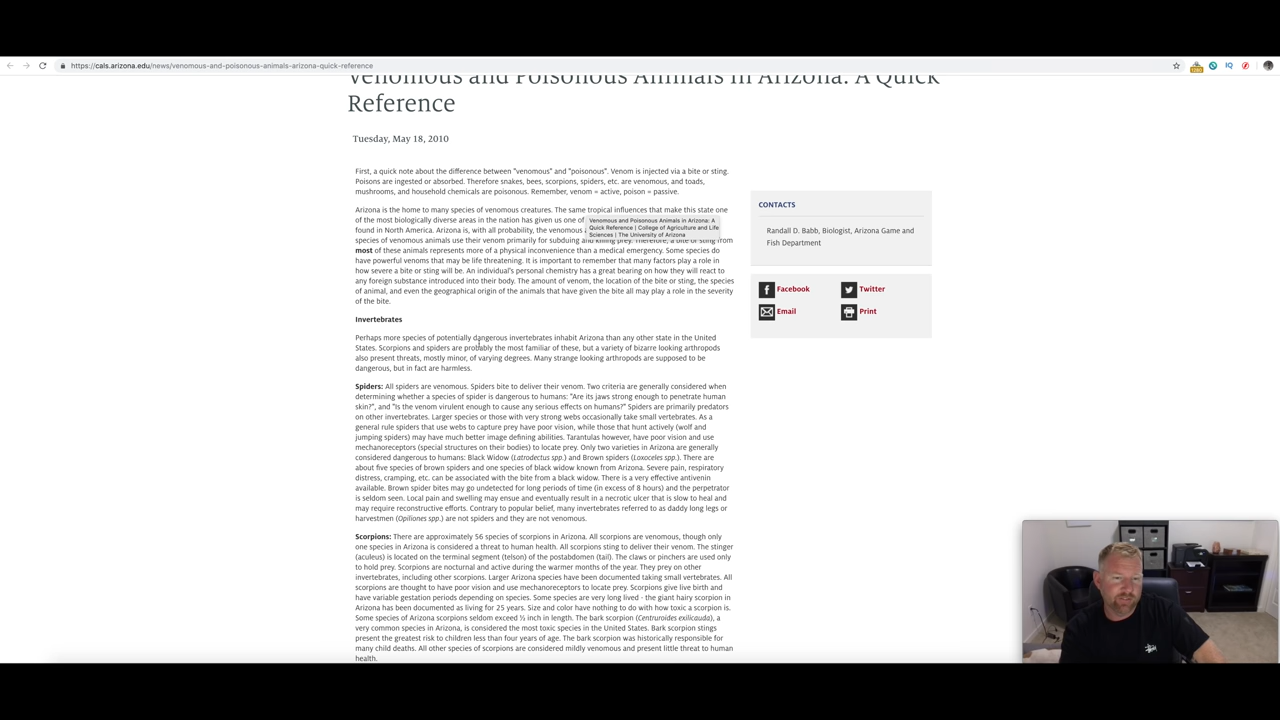 https://cals.arizona.edu/news/venomous-and-poisonous-animals-arizona-quick-reference
Venomous and Poisonous Animals in Arizona: A Quick
Reference
Tuesday, May 18, 2010
First, a quick note about the difference between "venomous" and "poisonous". Venom is injected via a bite or sting.
Poisons are ingested or absorbed. Therefore snakes, bees, scorpions, spiders, etc. are venomous, and toads,
mushrooms, and household chemicals are poisonous. Remember, venom = active, poison = passive.
Arizona is the home to many species of venomous creatures. The same tropical influences that make this state one
of the most biologically diverse areas in the nation has given us one of
found in North America. Arizona is, with all probability, the venomous
species of venomous animals use their venom primarily for subduing and killing prey. Therefore, a bite or sting from
most of these animals represents more of a physical inconvenience than a medical emergency. Some species do
have powerful venoms that may be life threatening. It is important to remember that many factors play a role in
how severe a bite or sting will be. An individual's personal chemistry has a great bearing on how they will react to
any foreign substance introduced into their body. The amount of venom, the location of the bite or sting, the species
of animal, and even the geographical origin of the animals that have given the bite all may play a role in the severity
of the bite.
Venomous and Poisonous Animals in Arizona: A
Quick Reference | College of Agriculture and Life
Sciences | The University of Arizona
Invertebrates
Perhaps more species of potentially dangerous invertebrates inhabit Arizona than any other state in the United
States. Scorpions and spiders are probably the most familiar of these, but a variety of bizarre looking arthropods
also present threats, mostly minor, of varying degrees. Many strange looking arthropods are supposed to be
dangerous, but in fact are harmless.
Spiders: All spiders are venomous. Spiders bite to deliver their venom. Two criteria are generally considered when
determining whether a species of spider is dangerous to humans: "Are its jaws strong enough to penetrate human
skin?", and "Is the venom virulent enough to cause any serious effects on humans?" Spiders are primarily predators
on other invertebrates. Larger species or those with very strong webs occasionally take small vertebrates. As a
general rule spiders that use webs to capture prey have poor vision, while those that hunt actively (wolf and
jumping spiders) may have much better image defining abilities. Tarantulas however, have poor vision and use
mechanoreceptors (special structures on their bodies) to locate prey. Only two varieties in Arizona are generally
considered dangerous to humans: Black Widow (Latrodectus spp.) and Brown spiders (Loxoceles spp.). There are
about five species of brown spiders and one species of black widow known from Arizona. Severe pain, respiratory
distress, cramping, etc. can be associated with the bite from a black widow. There is a very effective antivenin
available. Brown spider bites may go undetected for long periods of time (in excess of 8 hours) and the perpetrator
is seldom seen. Local pain and swelling may ensue and eventually result in a necrotic ulcer that is slow to heal and
may require reconstructive efforts. Contrary to popular belief, many invertebrates referred to as daddy long legs or
harvestmen (Opiliones spp.) are not spiders and they are not venomous.
Scorpions: There are approximately 56 species of scorpions in Arizona. All scorpions are venomous, though only
one species in Arizona is considered a threat to human health. All scorpions sting to deliver their venom. The stinger
(aculeus) is located on the terminal segment (telson) of the postabdomen (tail). The claws or pinchers are used only
to hold prey. Scorpions are nocturnal and active during the warmer months of the year. They prey on other
invertebrates, including other scorpions. Larger Arizona species have been documented taking small vertebrates. All
scorpions are thought to have poor vision and use mechanoreceptors to locate prey. Scorpions give live birth and
have variable gestation periods depending on species. Some species are very long lived - the giant hairy scorpion in
Arizona has been documented as living for 25 years. Size and color have nothing to do with how toxic a scorpion is.
Some species of Arizona scorpions seldom exceed ½ inch in length. The bark scorpion (Centruroides exilicauda), a
very common species in Arizona, is considered the most toxic species in the United States. Bark scorpion stings
present the greatest risk to children less than four years of age. The bark scorpion was historically responsible for
many child deaths. All other species of scorpions are considered mildly venomous and present little threat to human
health.
CONTACTS
Randall D. Babb, Biologist, Arizona Game and
Fish Department
Facebook
Twitter
Email
Print